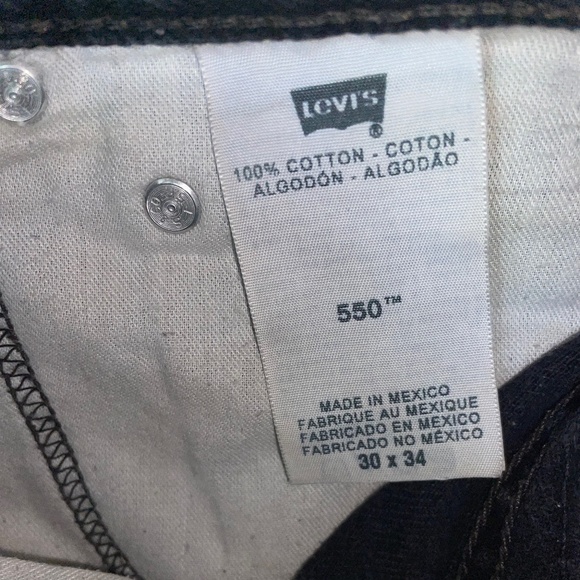 LEVI'S
®
100% COTTON - COTON -
ALGODÓN - ALGODÃO
550™
MADE IN MEXICO
FABRIQUE AU MEXIQUE
FABRICADO EN MEXICO
FABRICADO NO MÉXICO
30 x 34